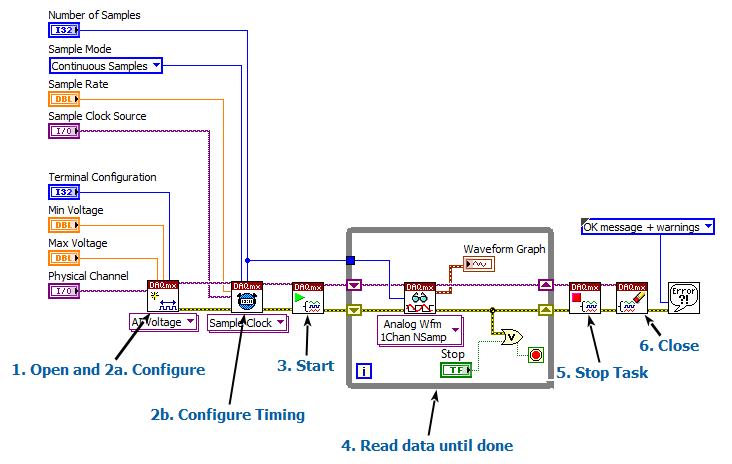 Number of Samples
I32
Sample Mode
Continuous Samples
Sample Rate
DBL
Sample Clock Source
I/O
Terminal Configuration
I32
Min Voltage
DBL
Max Voltage
DBL
Physical Channel
I/O
DAQmx
AI Voltage
DAQmx
Sample Clock
DAQmx
DAQmx
Analog Wfm
1Chan NSamp
Waveform Graph
Stop
TF
V
i
DAQmx
DAQmx
OK message + warnings
Error
?!
1. Open and 2a. Configure
2b. Configure Timing
3. Start
4. Read data until done
5. Stop Task
6. Close